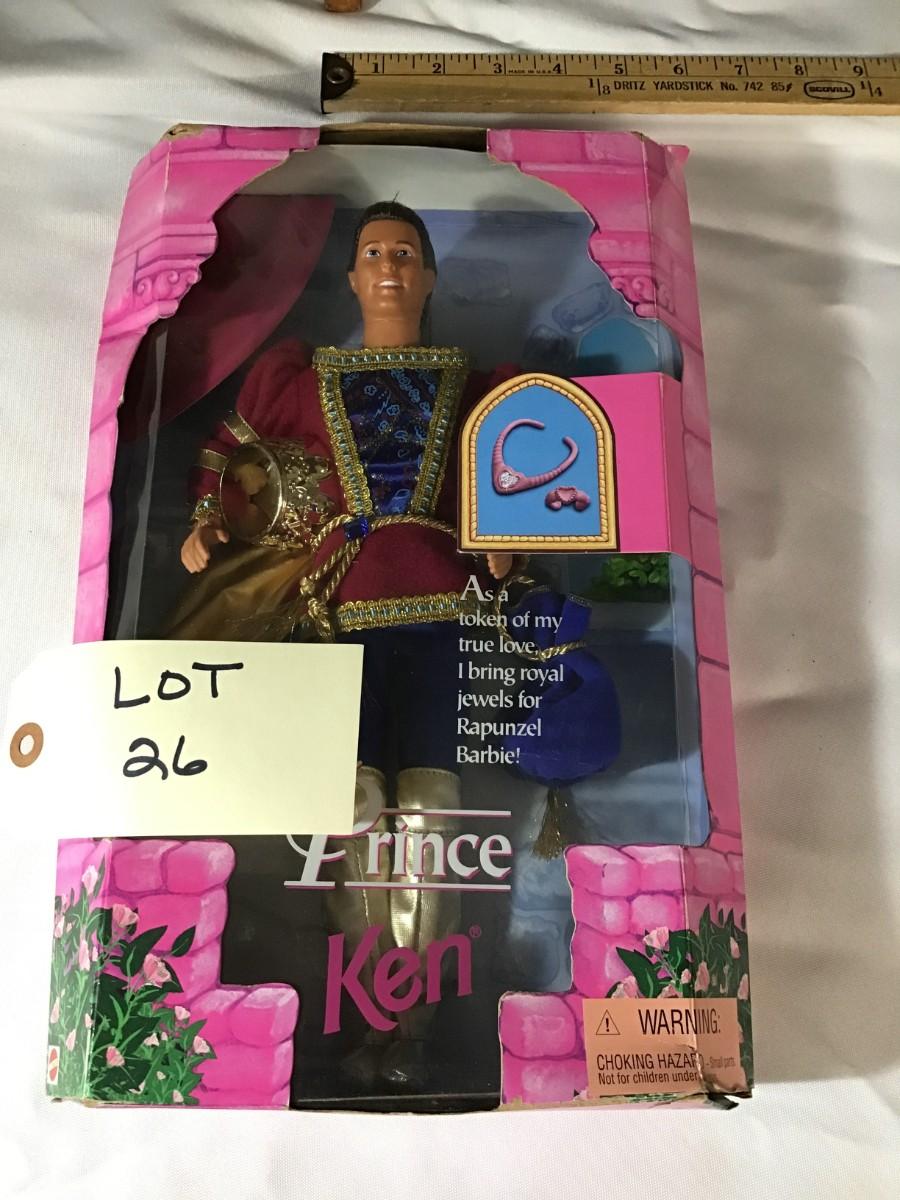 1 2 3 MADE IN U.S.A. 4 5 6 7 8 9
1/8 DRITZ YARDSTICK No. 742 85¢ SCOVILL 1/4
As a
token of my
true love,
I bring royal
jewels for
Rapunzel
Barbie!
LOT
26
Prince
Ken®
WARNING:
CHOKING HAZARD - Small parts
Not for children under